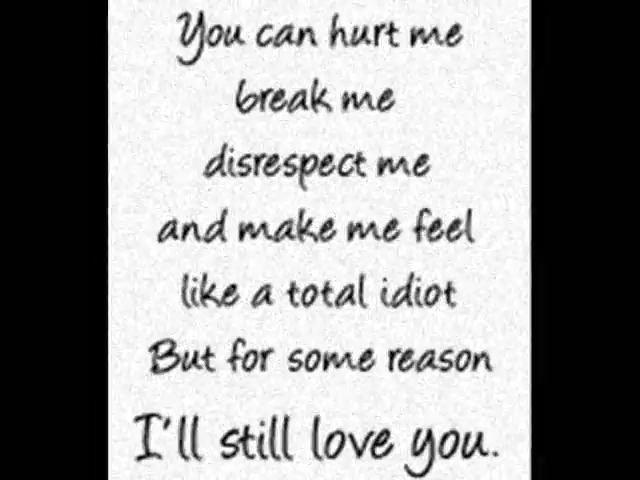 You can hurt me
break me
disrespect me
and make me feel
like a total idiot
But for some reason
I'll still love you.